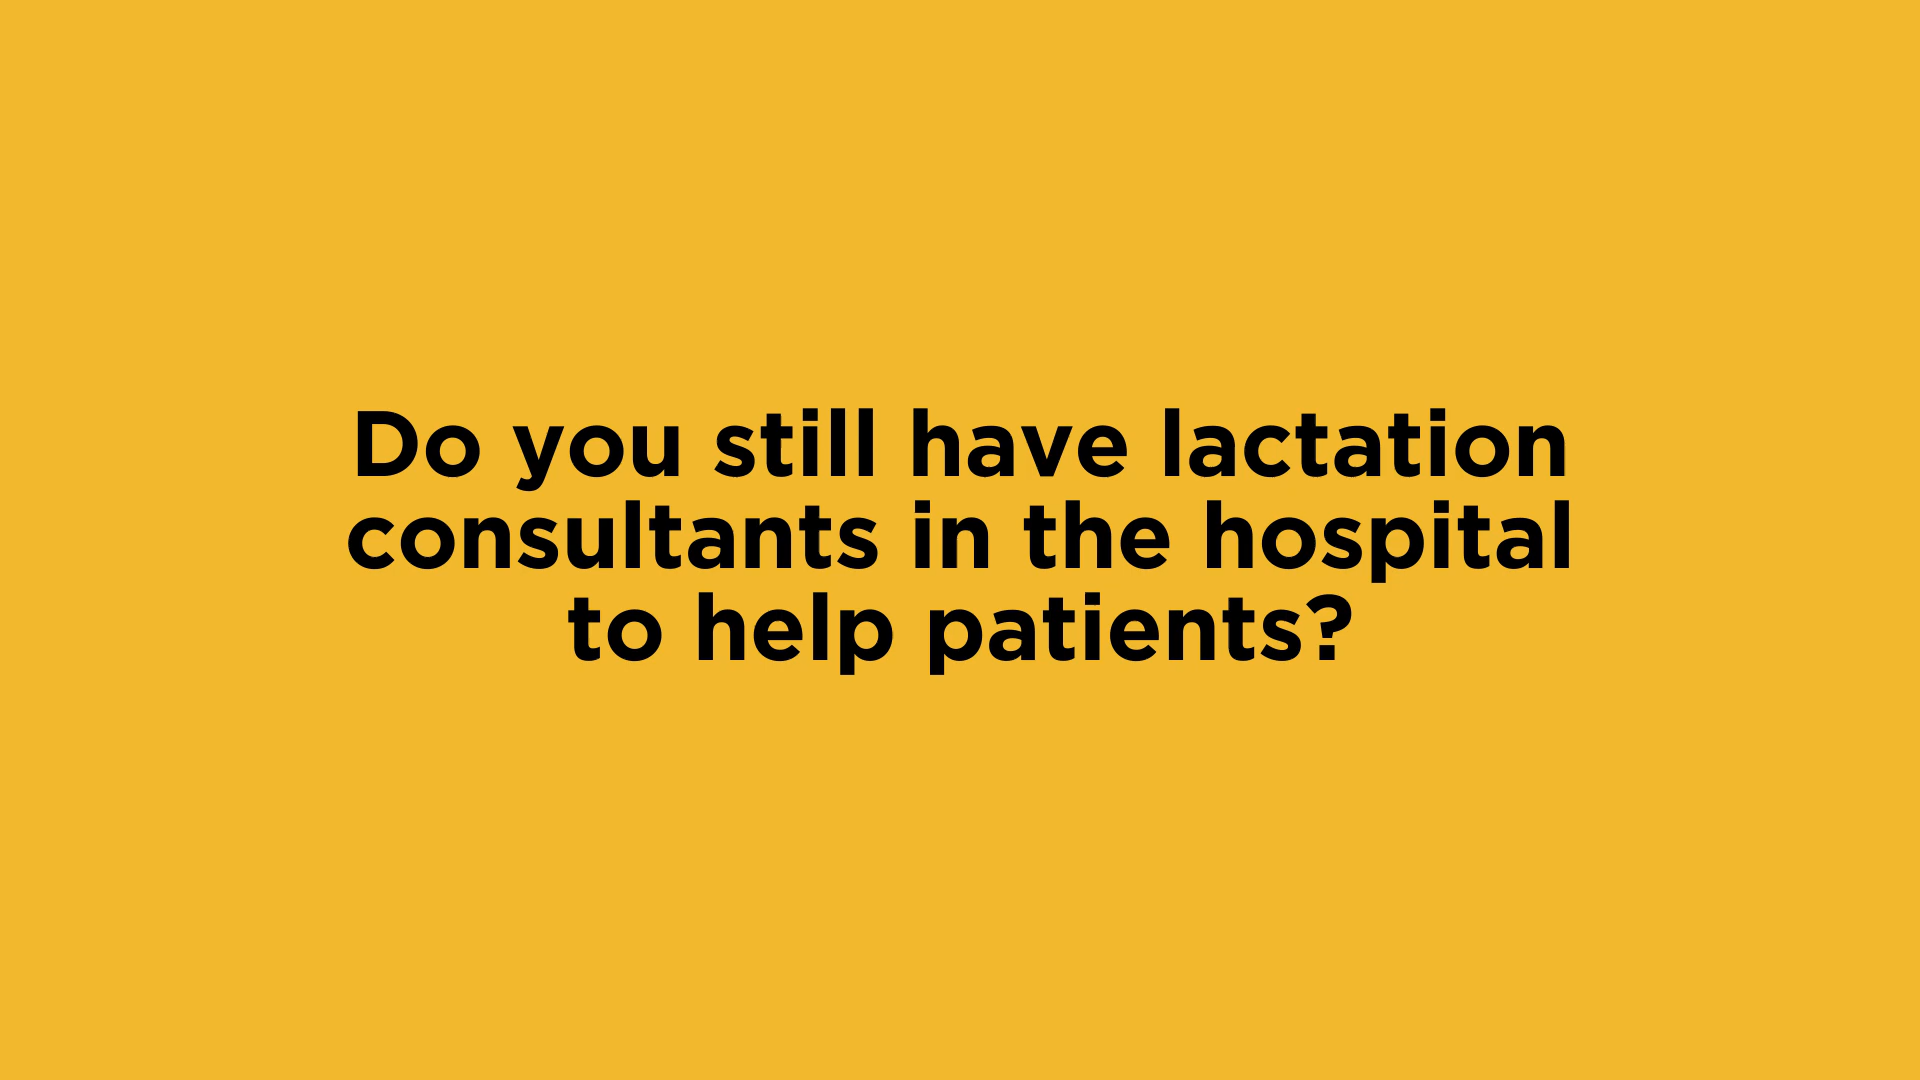 Do you still have lactation
consultants in the hospital
to help patients?